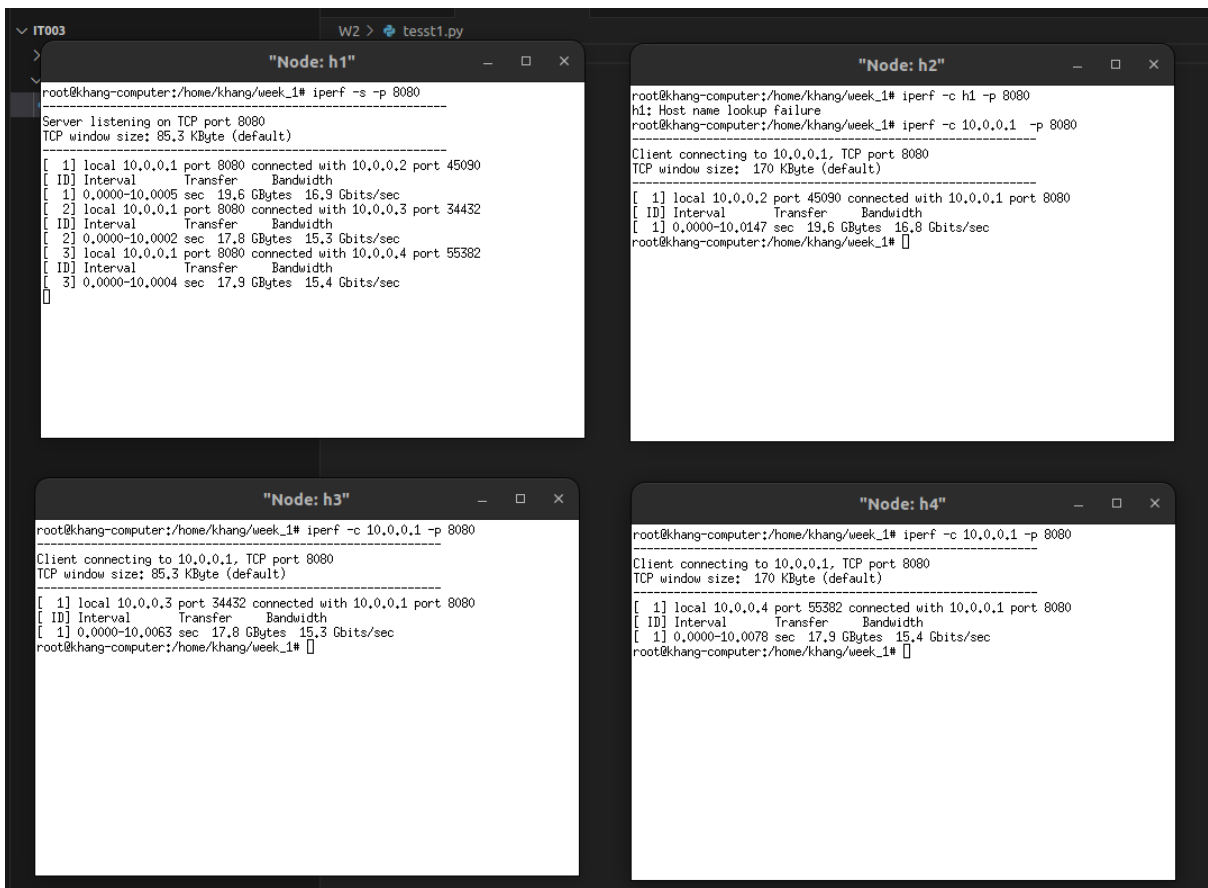 IT003
W2 > tesst1.py
"Node: h1"
root@khang-computer:/home/khang/week_1# iperf -s -p 8080
------------------------------------------------------------
Server listening on TCP port 8080
TCP window size: 85.3 KByte (default)
------------------------------------------------------------
[  1] local 10.0.0.1 port 8080 connected with 10.0.0.2 port 45090
[ ID] Interval       Transfer     Bandwidth
[  1] 0.0000-10.0005 sec  19.6 GBytes  16.9 Gbits/sec
[  2] local 10.0.0.1 port 8080 connected with 10.0.0.3 port 34432
[ ID] Interval       Transfer     Bandwidth
[  2] 0.0000-10.0002 sec  17.8 GBytes  15.3 Gbits/sec
[  3] local 10.0.0.1 port 8080 connected with 10.0.0.4 port 55382
[ ID] Interval       Transfer     Bandwidth
[  3] 0.0000-10.0004 sec  17.9 GBytes  15.4 Gbits/sec
"Node: h2"
root@khang-computer:/home/khang/week_1# iperf -c h1 -p 8080
h1: Host name lookup failure
root@khang-computer:/home/khang/week_1# iperf -c 10.0.0.1  -p 8080
------------------------------------------------------------
Client connecting to 10.0.0.1, TCP port 8080
TCP window size:  170 KByte (default)
------------------------------------------------------------
[  1] local 10.0.0.2 port 45090 connected with 10.0.0.1 port 8080
[ ID] Interval       Transfer     Bandwidth
[  1] 0.0000-10.0147 sec  19.6 GBytes  16.8 Gbits/sec
root@khang-computer:/home/khang/week_1#
"Node: h3"
root@khang-computer:/home/khang/week_1# iperf -c 10.0.0.1 -p 8080
------------------------------------------------------------
Client connecting to 10.0.0.1, TCP port 8080
TCP window size: 85.3 KByte (default)
------------------------------------------------------------
[  1] local 10.0.0.3 port 34432 connected with 10.0.0.1 port 8080
[ ID] Interval       Transfer     Bandwidth
[  1] 0.0000-10.0063 sec  17.8 GBytes  15.3 Gbits/sec
root@khang-computer:/home/khang/week_1#
"Node: h4"
root@khang-computer:/home/khang/week_1# iperf -c 10.0.0.1 -p 8080
------------------------------------------------------------
Client connecting to 10.0.0.1, TCP port 8080
TCP window size:  170 KByte (default)
------------------------------------------------------------
[  1] local 10.0.0.4 port 55382 connected with 10.0.0.1 port 8080
[ ID] Interval       Transfer     Bandwidth
[  1] 0.0000-10.0078 sec  17.9 GBytes  15.4 Gbits/sec
root@khang-computer:/home/khang/week_1#